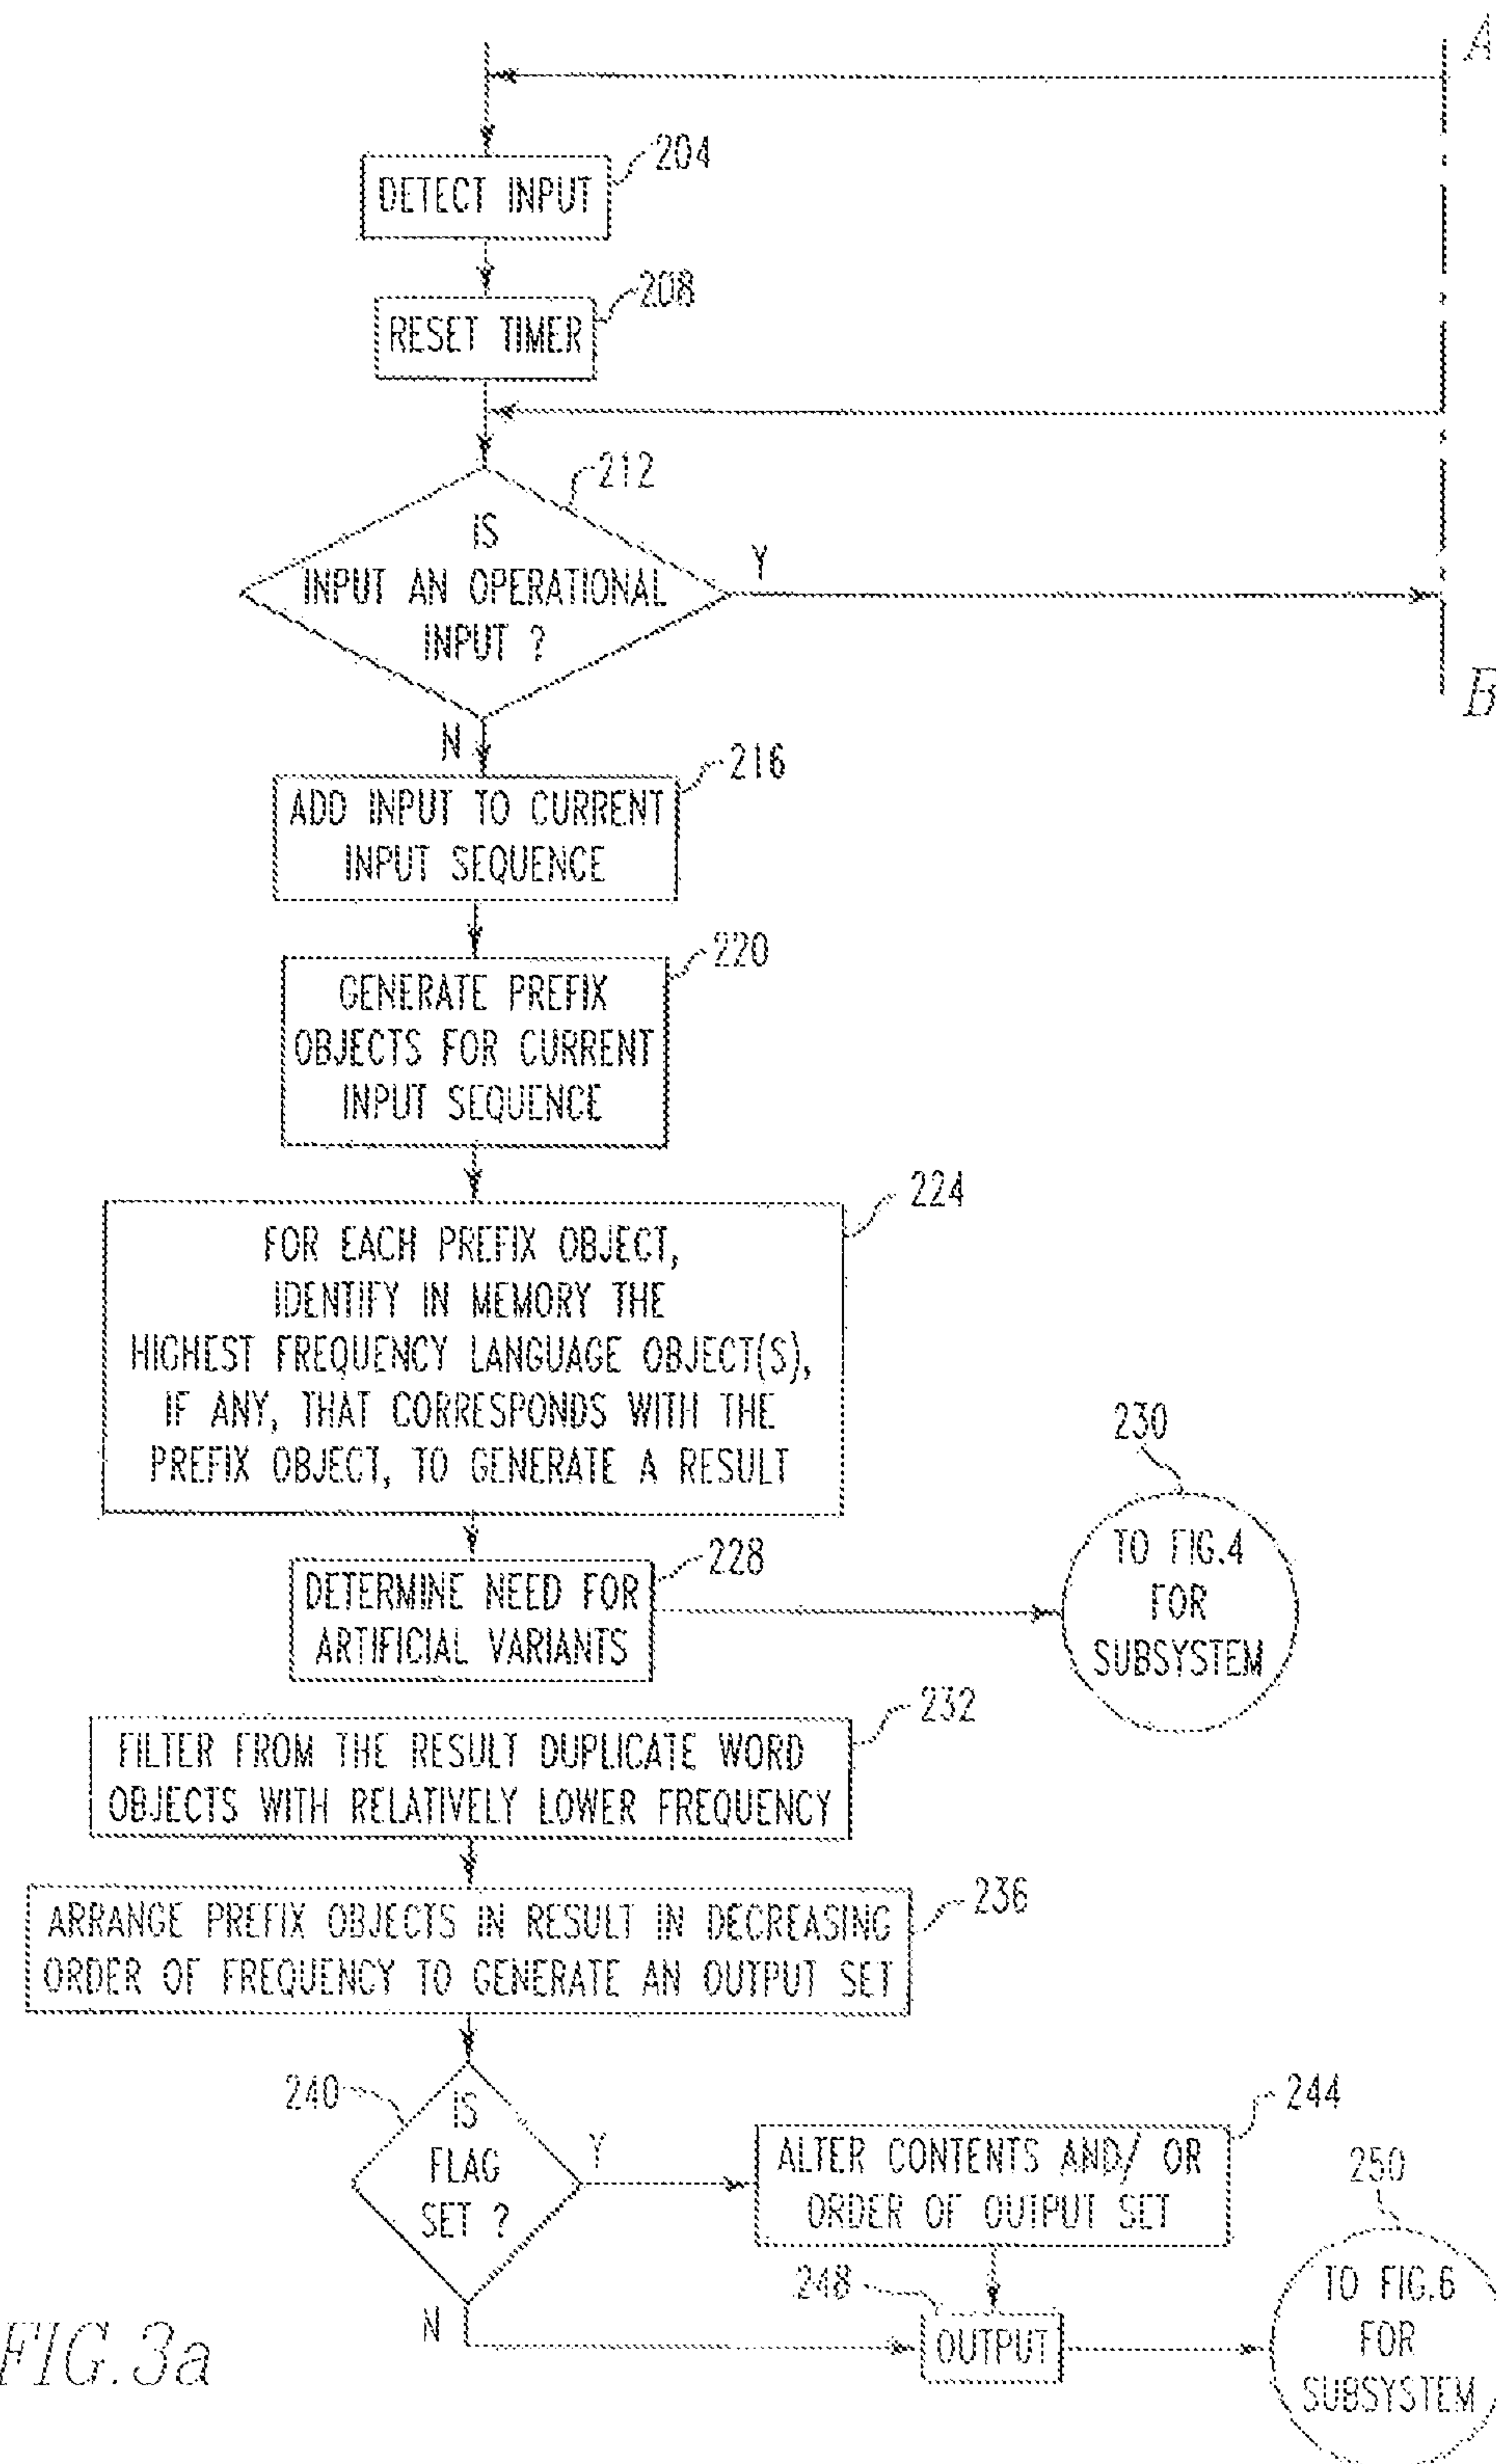 A
204
DETECT INPUT
208
RESET TIMER
212
IS
INPUT AN OPERATIONAL
INPUT ?
Y
B
N
216
ADD INPUT TO CURRENT
INPUT SEQUENCE
220
GENERATE PREFIX
OBJECTS FOR CURRENT
INPUT SEQUENCE
224
FOR EACH PREFIX OBJECT,
IDENTIFY IN MEMORY THE
HIGHEST FREQUENCY LANGUAGE OBJECT(S),
IF ANY, THAT CORRESPONDS WITH THE
PREFIX OBJECT, TO GENERATE A RESULT
230
TO FIG.4
FOR
SUBSYSTEM
228
DETERMINE NEED FOR
ARTIFICIAL VARIANTS
232
FILTER FROM THE RESULT DUPLICATE WORD
OBJECTS WITH RELATIVELY LOWER FREQUENCY
236
ARRANGE PREFIX OBJECTS IN RESULT IN DECREASING
ORDER OF FREQUENCY TO GENERATE AN OUTPUT SET
240
IS
FLAG
SET ?
Y
244
ALTER CONTENTS AND/ OR
ORDER OF OUTPUT SET
250
248
N
OUTPUT
TO FIG.6
FOR
SUBSYSTEM
FIG.3a